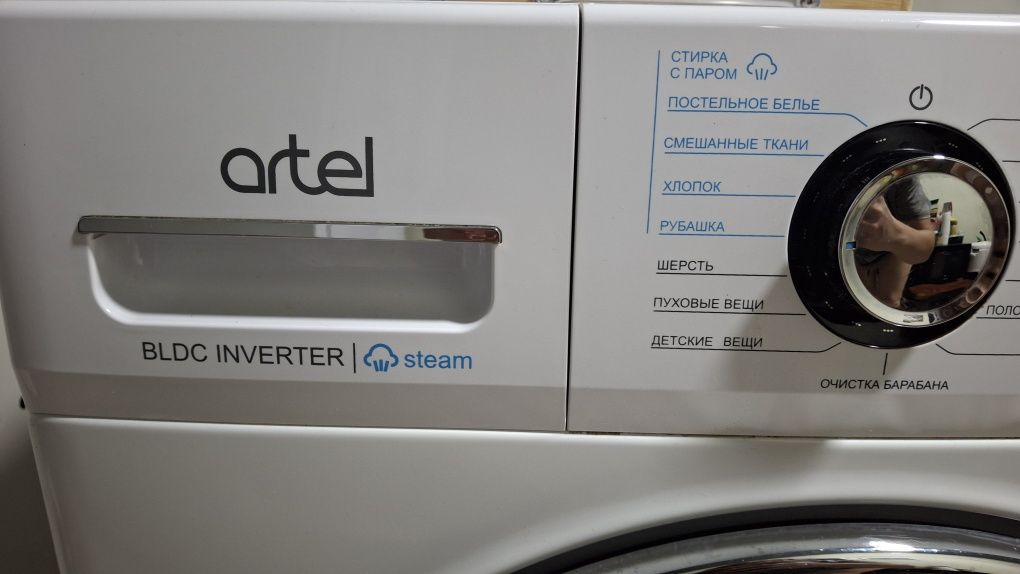 artel
BLDC INVERTER | steam
СТИРКА
С ПАРОМ
ПОСТЕЛЬНОЕ БЕЛЬЕ
СМЕШАННЫЕ ТКАНИ
ХЛОПОК
РУБАШКА
ШЕРСТЬ
ПУХОВЫЕ ВЕЩИ
ДЕТСКИЕ ВЕЩИ
ОЧИСТКА БАРАБАНА
ПОЛО